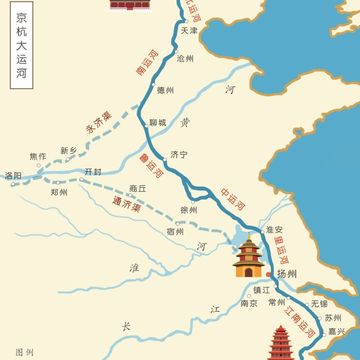 京杭大运河
北运河
天津
沧州
南运河
德州
永济渠
聊城
黄
河
鲁运河
济宁
新乡
焦作
洛阳
郑州
开封
商丘
通济渠
徐州
宿州
中运河
淮安
里运河
淮
河
扬州
镇江
南京
常州
无锡
苏州
嘉兴
江南运河
长
江
图例